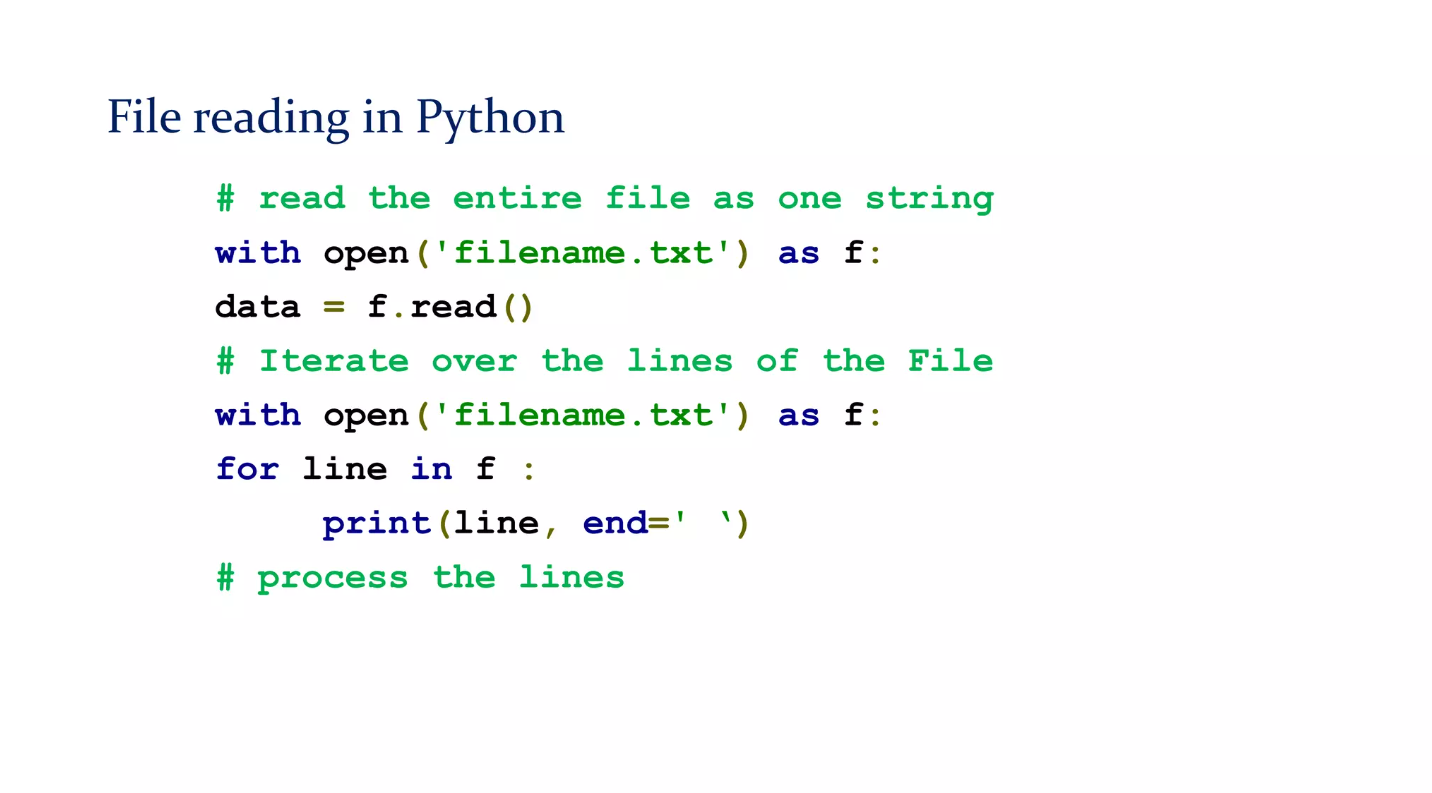 File reading in Python
# read the entire file as one string
with open('filename.txt') as f:
data = f.read()
# Iterate over the lines of the File
with open('filename.txt') as f:
for line in f :
     print(line, end=' ‘)
# process the lines